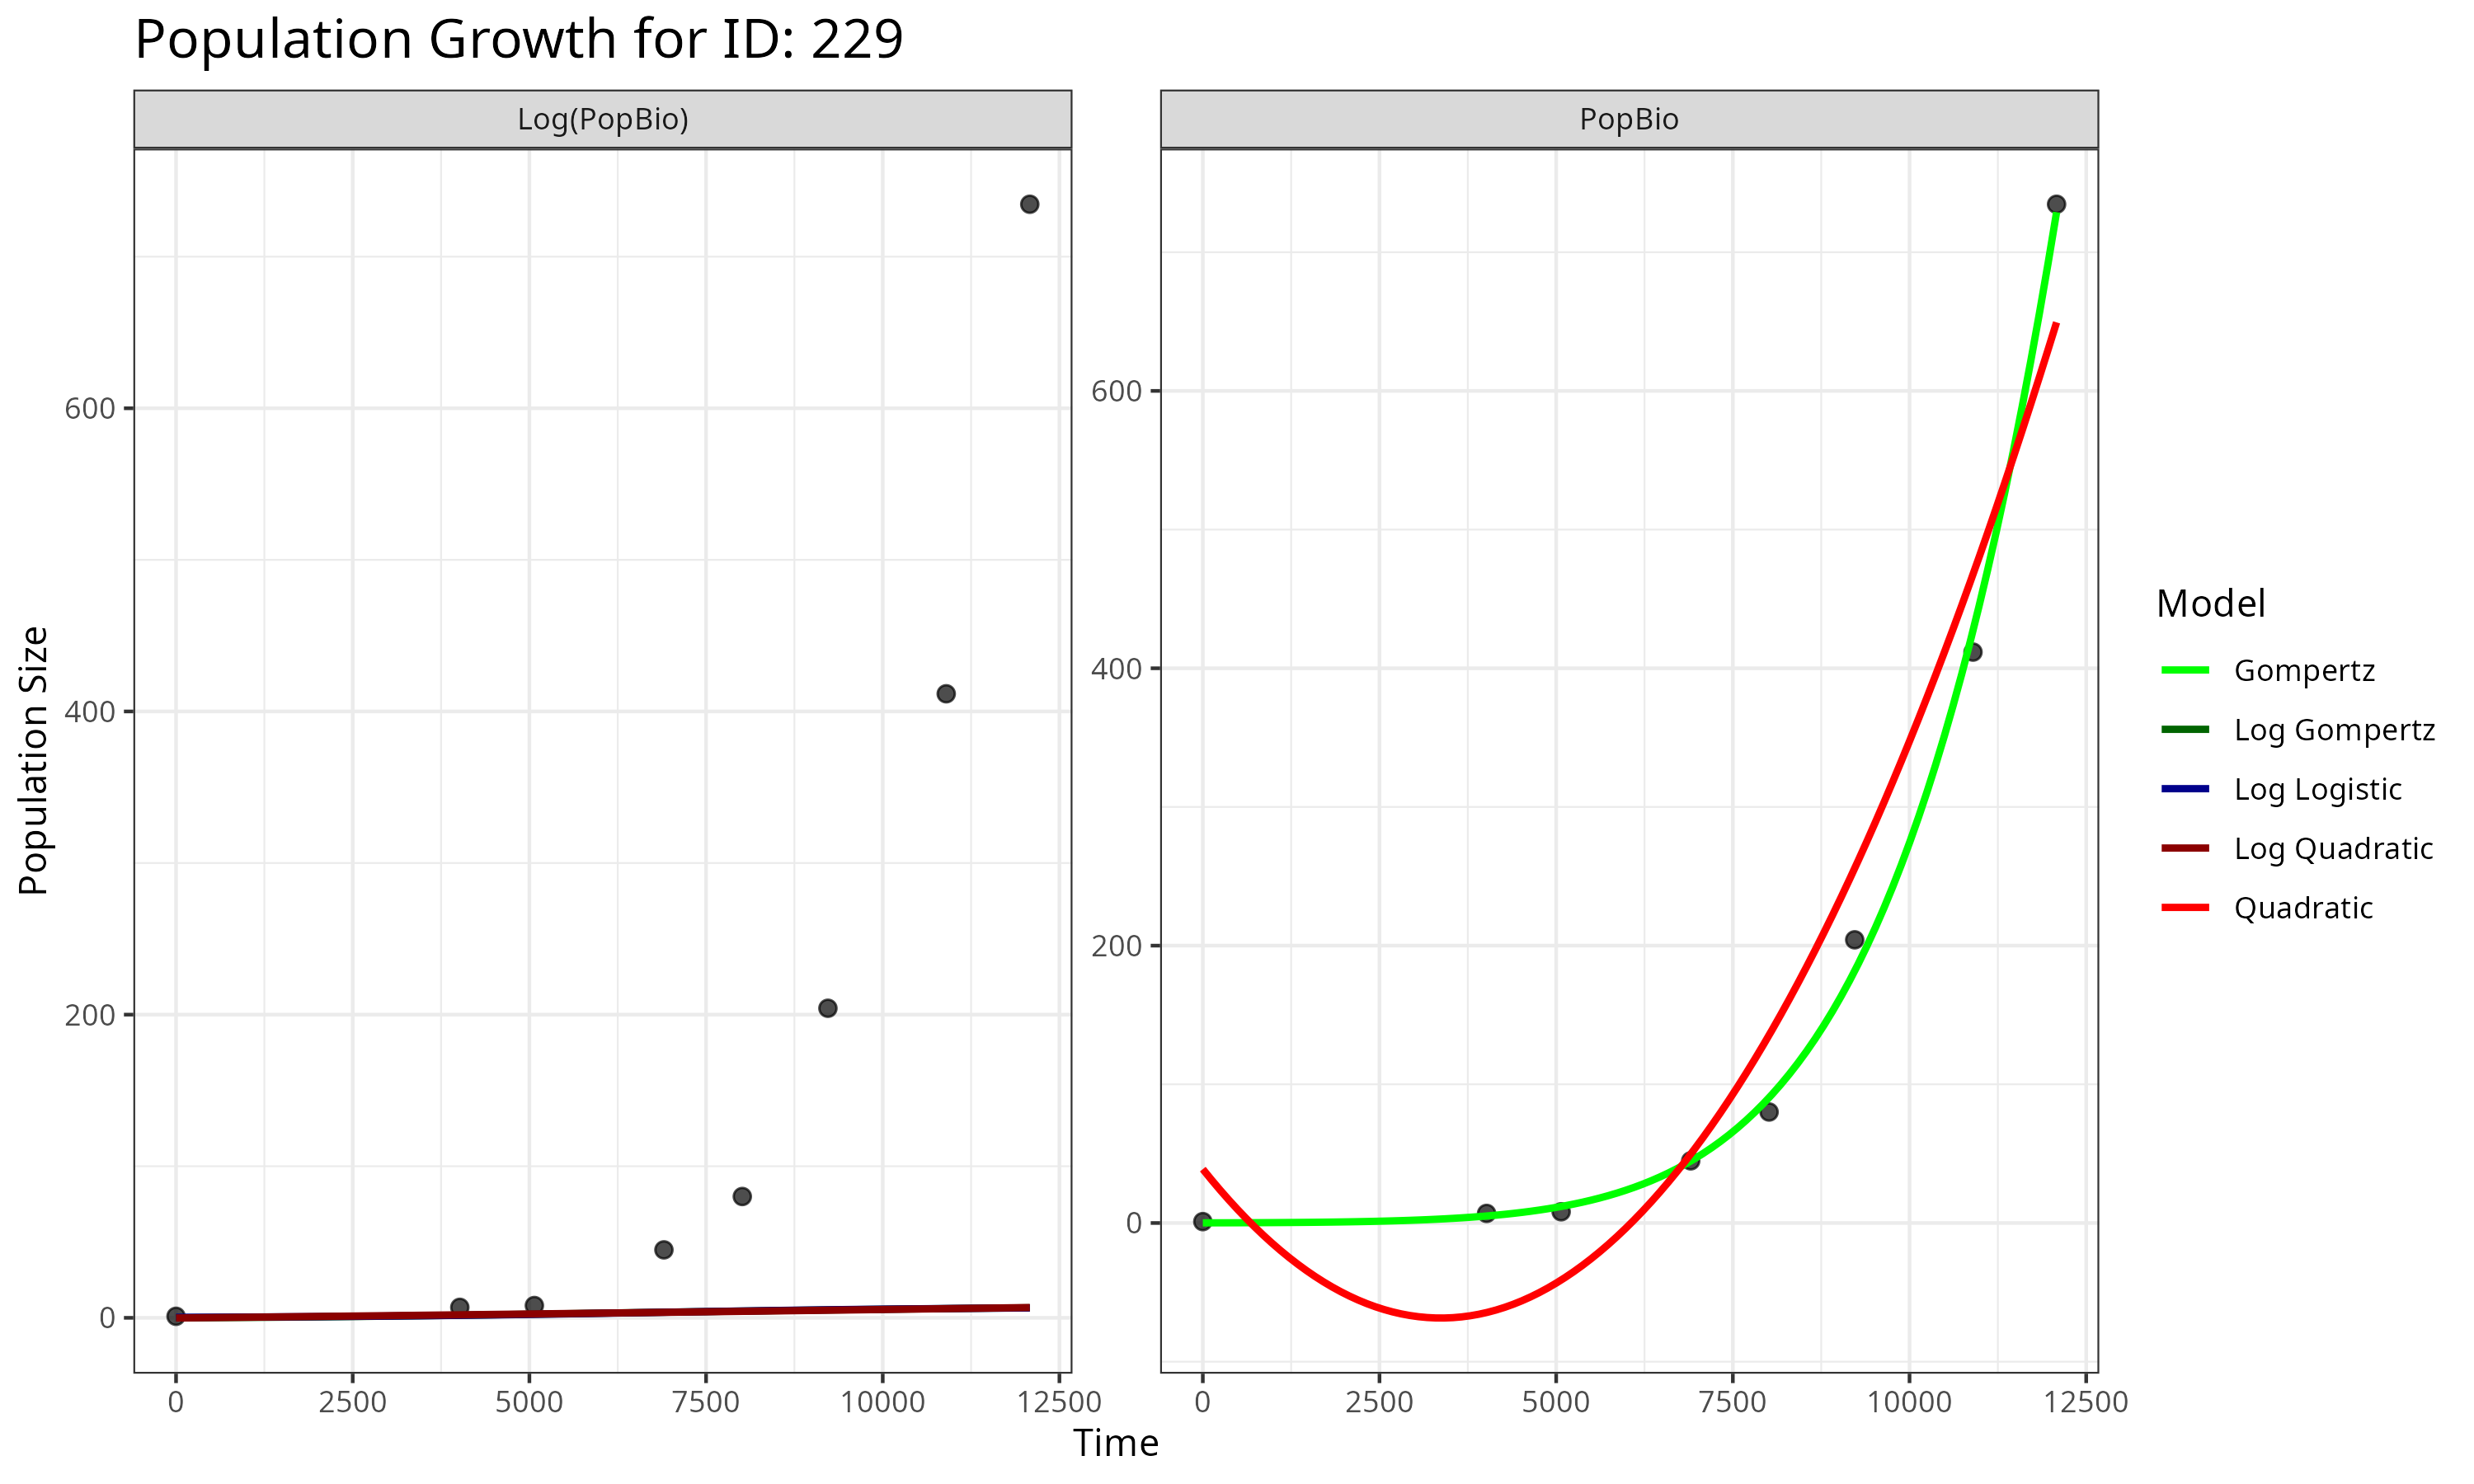 Population Growth for ID: 229
Log(PopBio)
PopBio
Population Size
600
400
200
0
600
400
200
0
0 2500 5000 7500 10000 12500
0 2500 5000 7500 10000 12500
Time
Model
Gompertz
Log Gompertz
Log Logistic
Log Quadratic
Quadratic